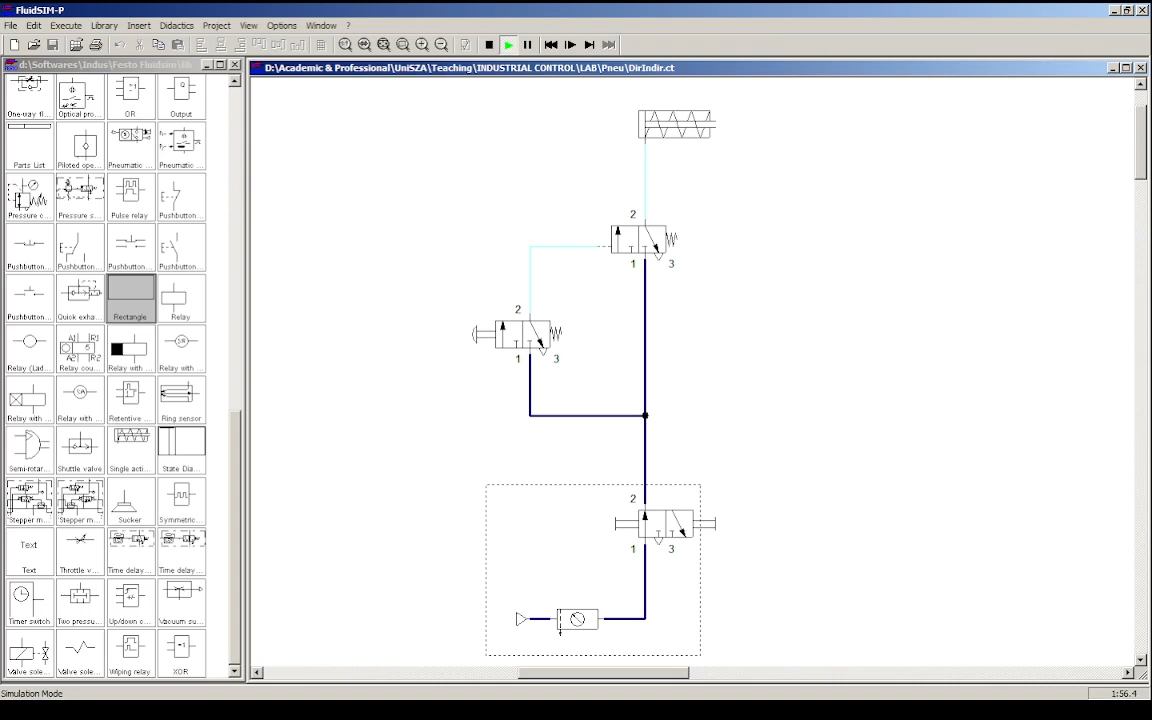 FluidSIM-P
File Edit Execute Library Insert Didactics Project View Options Window ?
d:\Softwares\Indus\Festo Fluidsim\lib
D:\Academic & Professional\UniSZA\Teaching\INDUSTRIAL CONTROL\LAB\Pneu\DirIndir.ct
One-way fl... Optical pro... OR Output
Parts List Piloted ope... Pneumatic ... Pneumatic ...
Pressure c... Pressure s... Pulse relay Pushbutton...
Pushbutton... Pushbutton... Pushbutton... Pushbutton...
Pushbutton... Quick exha... Rectangle Relay
A1 R1
A2 R2
Relay (Lad... Relay cou... Relay with ... Relay with ...
Relay with ... Relay with ... Retentive ... Ring sensor
Semi-rotar... Shuttle valve Single acti... State Dia...
Stepper m... Stepper m... Sucker Symmetric...
Text
Text Throttle v... Time delay... Time delay...
Timer switch Two pressu... Up/down c... Vacuum su...
Valve sole... Valve sole... Wiping relay XOR
2
1 3
2
1 3
2
1 3
Simulation Mode
1:56.4